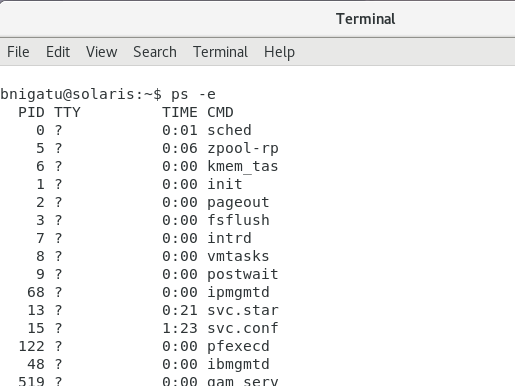 Terminal
File Edit View Search Terminal Help
bnigatu@solaris:~$ ps -e
  PID TTY         TIME CMD
    0 ?           0:01 sched
    5 ?           0:06 zpool-rp
    6 ?           0:00 kmem_tas
    1 ?           0:00 init
    2 ?           0:00 pageout
    3 ?           0:00 fsflush
    7 ?           0:00 intrd
    8 ?           0:00 vmtasks
    9 ?           0:00 postwait
   68 ?           0:00 ipmgmtd
   13 ?           0:21 svc.star
   15 ?           1:23 svc.conf
  122 ?           0:00 pfexecd
   48 ?           0:00 ibmgmtd
  519 ?           0:00 gam_serv